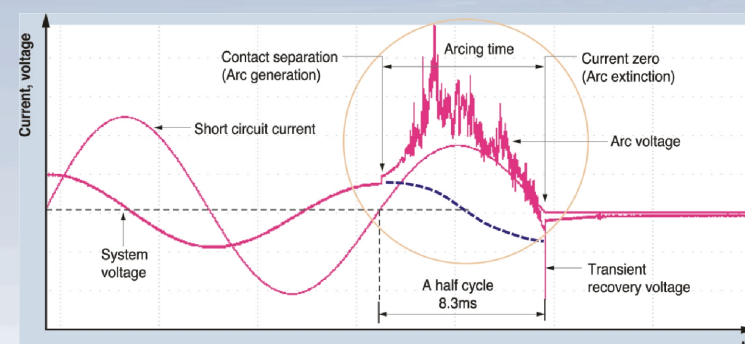 Current, voltage
Contact separation
(Arc generation)
Arcing time
Current zero
(Arc extinction)
Short circuit current
Arc voltage
System
voltage
A half cycle
8.3ms
Transient
recovery voltage